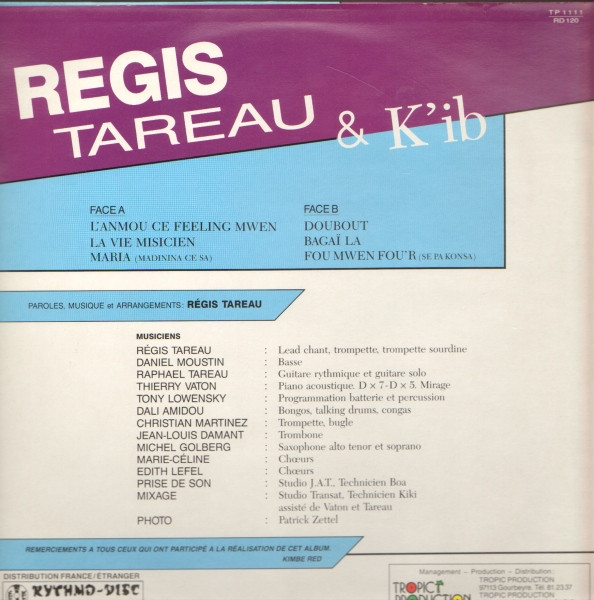 TP 1111
RD 120
REGIS
TAREAU & K'ib
FACE A
L'ANMOU CE FEELING MWEN
LA VIE MISICIEN
MARIA (MADININA CE SA)
FACE B
DOUBOUT
BAGAÏ LA
FOU MWEN FOU'R (SE PA KONSA)
PAROLES, MUSIQUE et ARRANGEMENTS: RÉGIS TAREAU
MUSICIENS
RÉGIS TAREAU : Lead chant, trompette, trompette sourdine
DANIEL MOUSTIN : Basse
RAPHAEL TAREAU : Guitare rythmique et guitare solo
THIERRY VATON : Piano acoustique. D × 7-D × 5. Mirage
TONY LOWENSKY : Programmation batterie et percussion
DALI AMIDOU : Bongos, talking drums, congas
CHRISTIAN MARTINEZ : Trompette, bugle
JEAN-LOUIS DAMANT : Trombone
MICHEL GOLBERG : Saxophone alto tenor et soprano
MARIE-CÉLINE : Chœurs
EDITH LEFEL : Chœurs
PRISE DE SON : Studio J.A.T., Technicien Boa
MIXAGE : Studio Transat, Technicien Kiki
assisté de Vaton et Tareau
PHOTO : Patrick Zettel
REMERCIEMENTS A TOUS CEUX QUI ONT PARTICIPÉ A LA RÉALISATION DE CET ALBUM.
KIMBE RED
DISTRIBUTION FRANCE/ÉTRANGER
RYTHMO-DISC
Management - Production - Distribution:
TROPIC PRODUCTION
97113 Gourbeyre. Tél. 81.23.37
TROPIC PRODUCTION
TROPIC
PRODUCTION